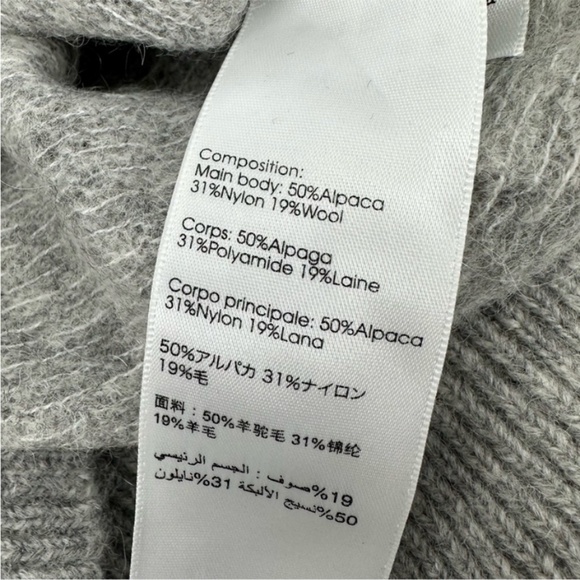 Composition:
Main body: 50%Alpaca
31%Nylon 19%Wool
Corps: 50%Alpaga
31%Polyamide 19%Laine
Corpo principale: 50%Alpaca
31%Nylon 19%Lana
50%アルパカ 31%ナイロン
19%毛
面料：50%羊驼毛 31%锦纶
19%羊毛
19%صوف : الجسم الرئيسي
50%نسيج الألبكة 31%نايلون